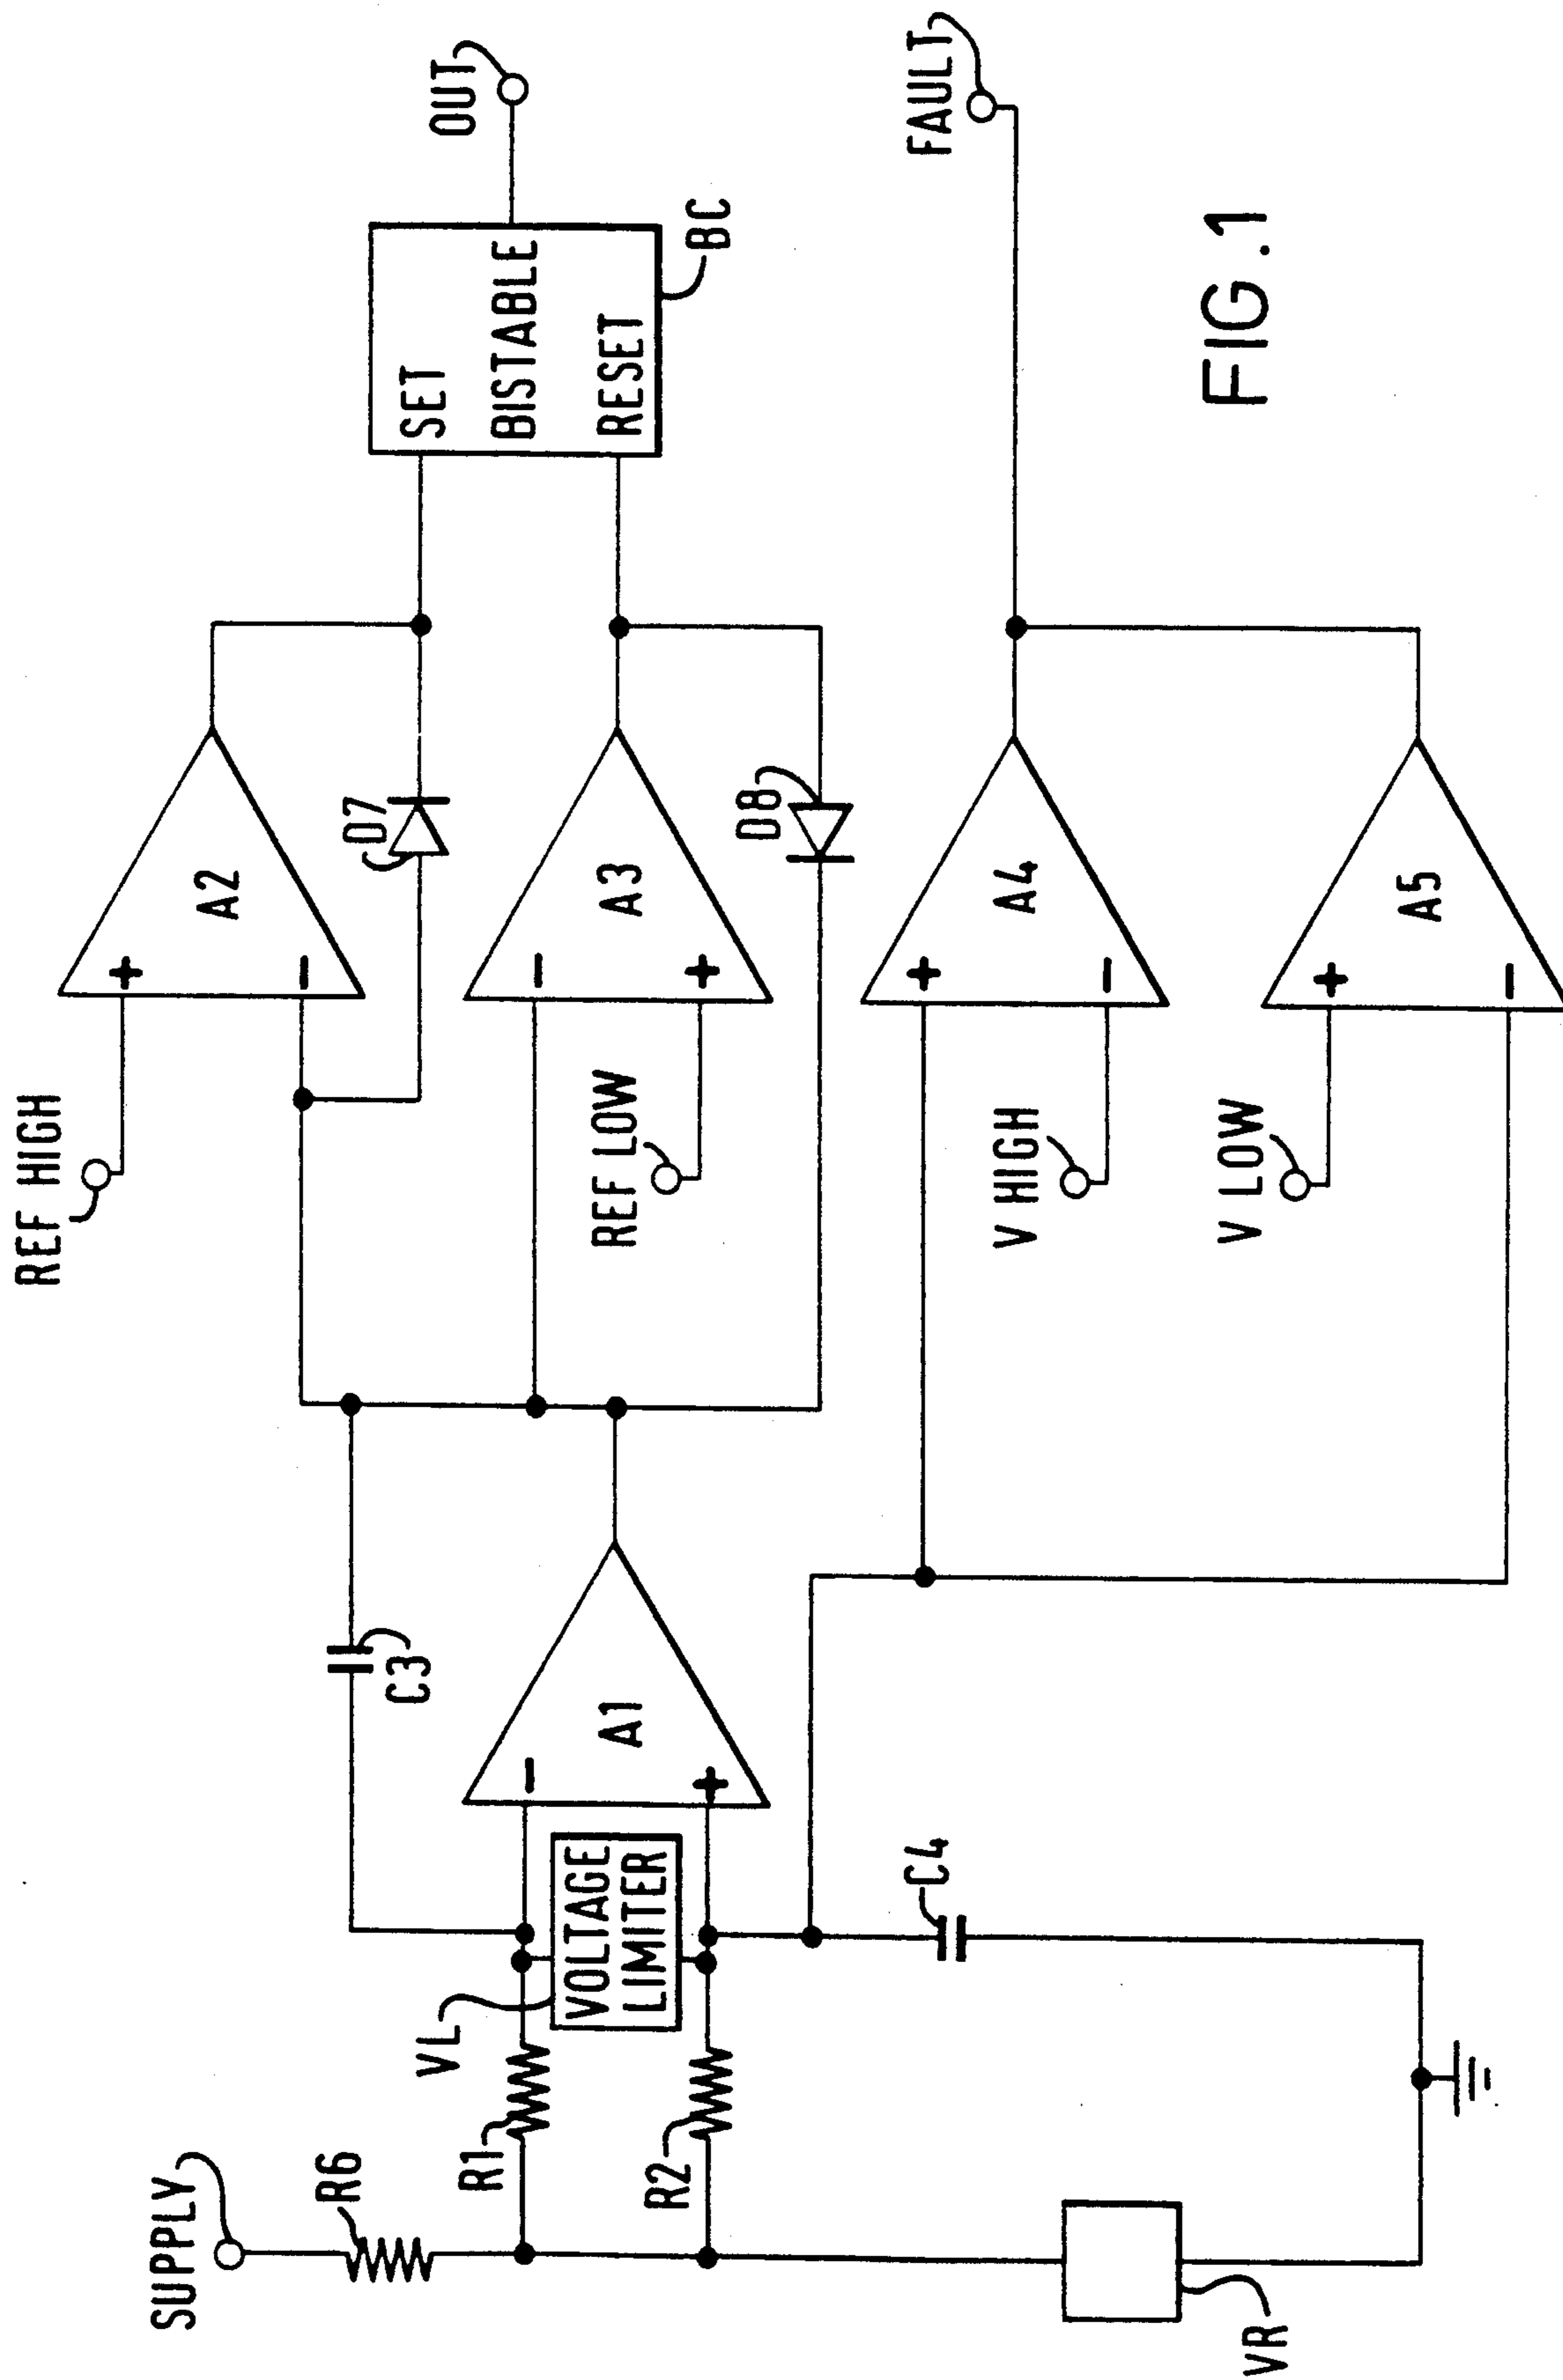 SUPPLY
R6
R1
R2
VR
VL
VOLTAGE
LIMITER
C4
C3
A1
-
+
REF HIGH
REF LOW
V HIGH
V LOW
+
-
A2
-
+
A3
+
-
A4
+
-
A5
D7
D8
SET
BISTABLE
RESET
BC
OUT
FAULT
FIG.1